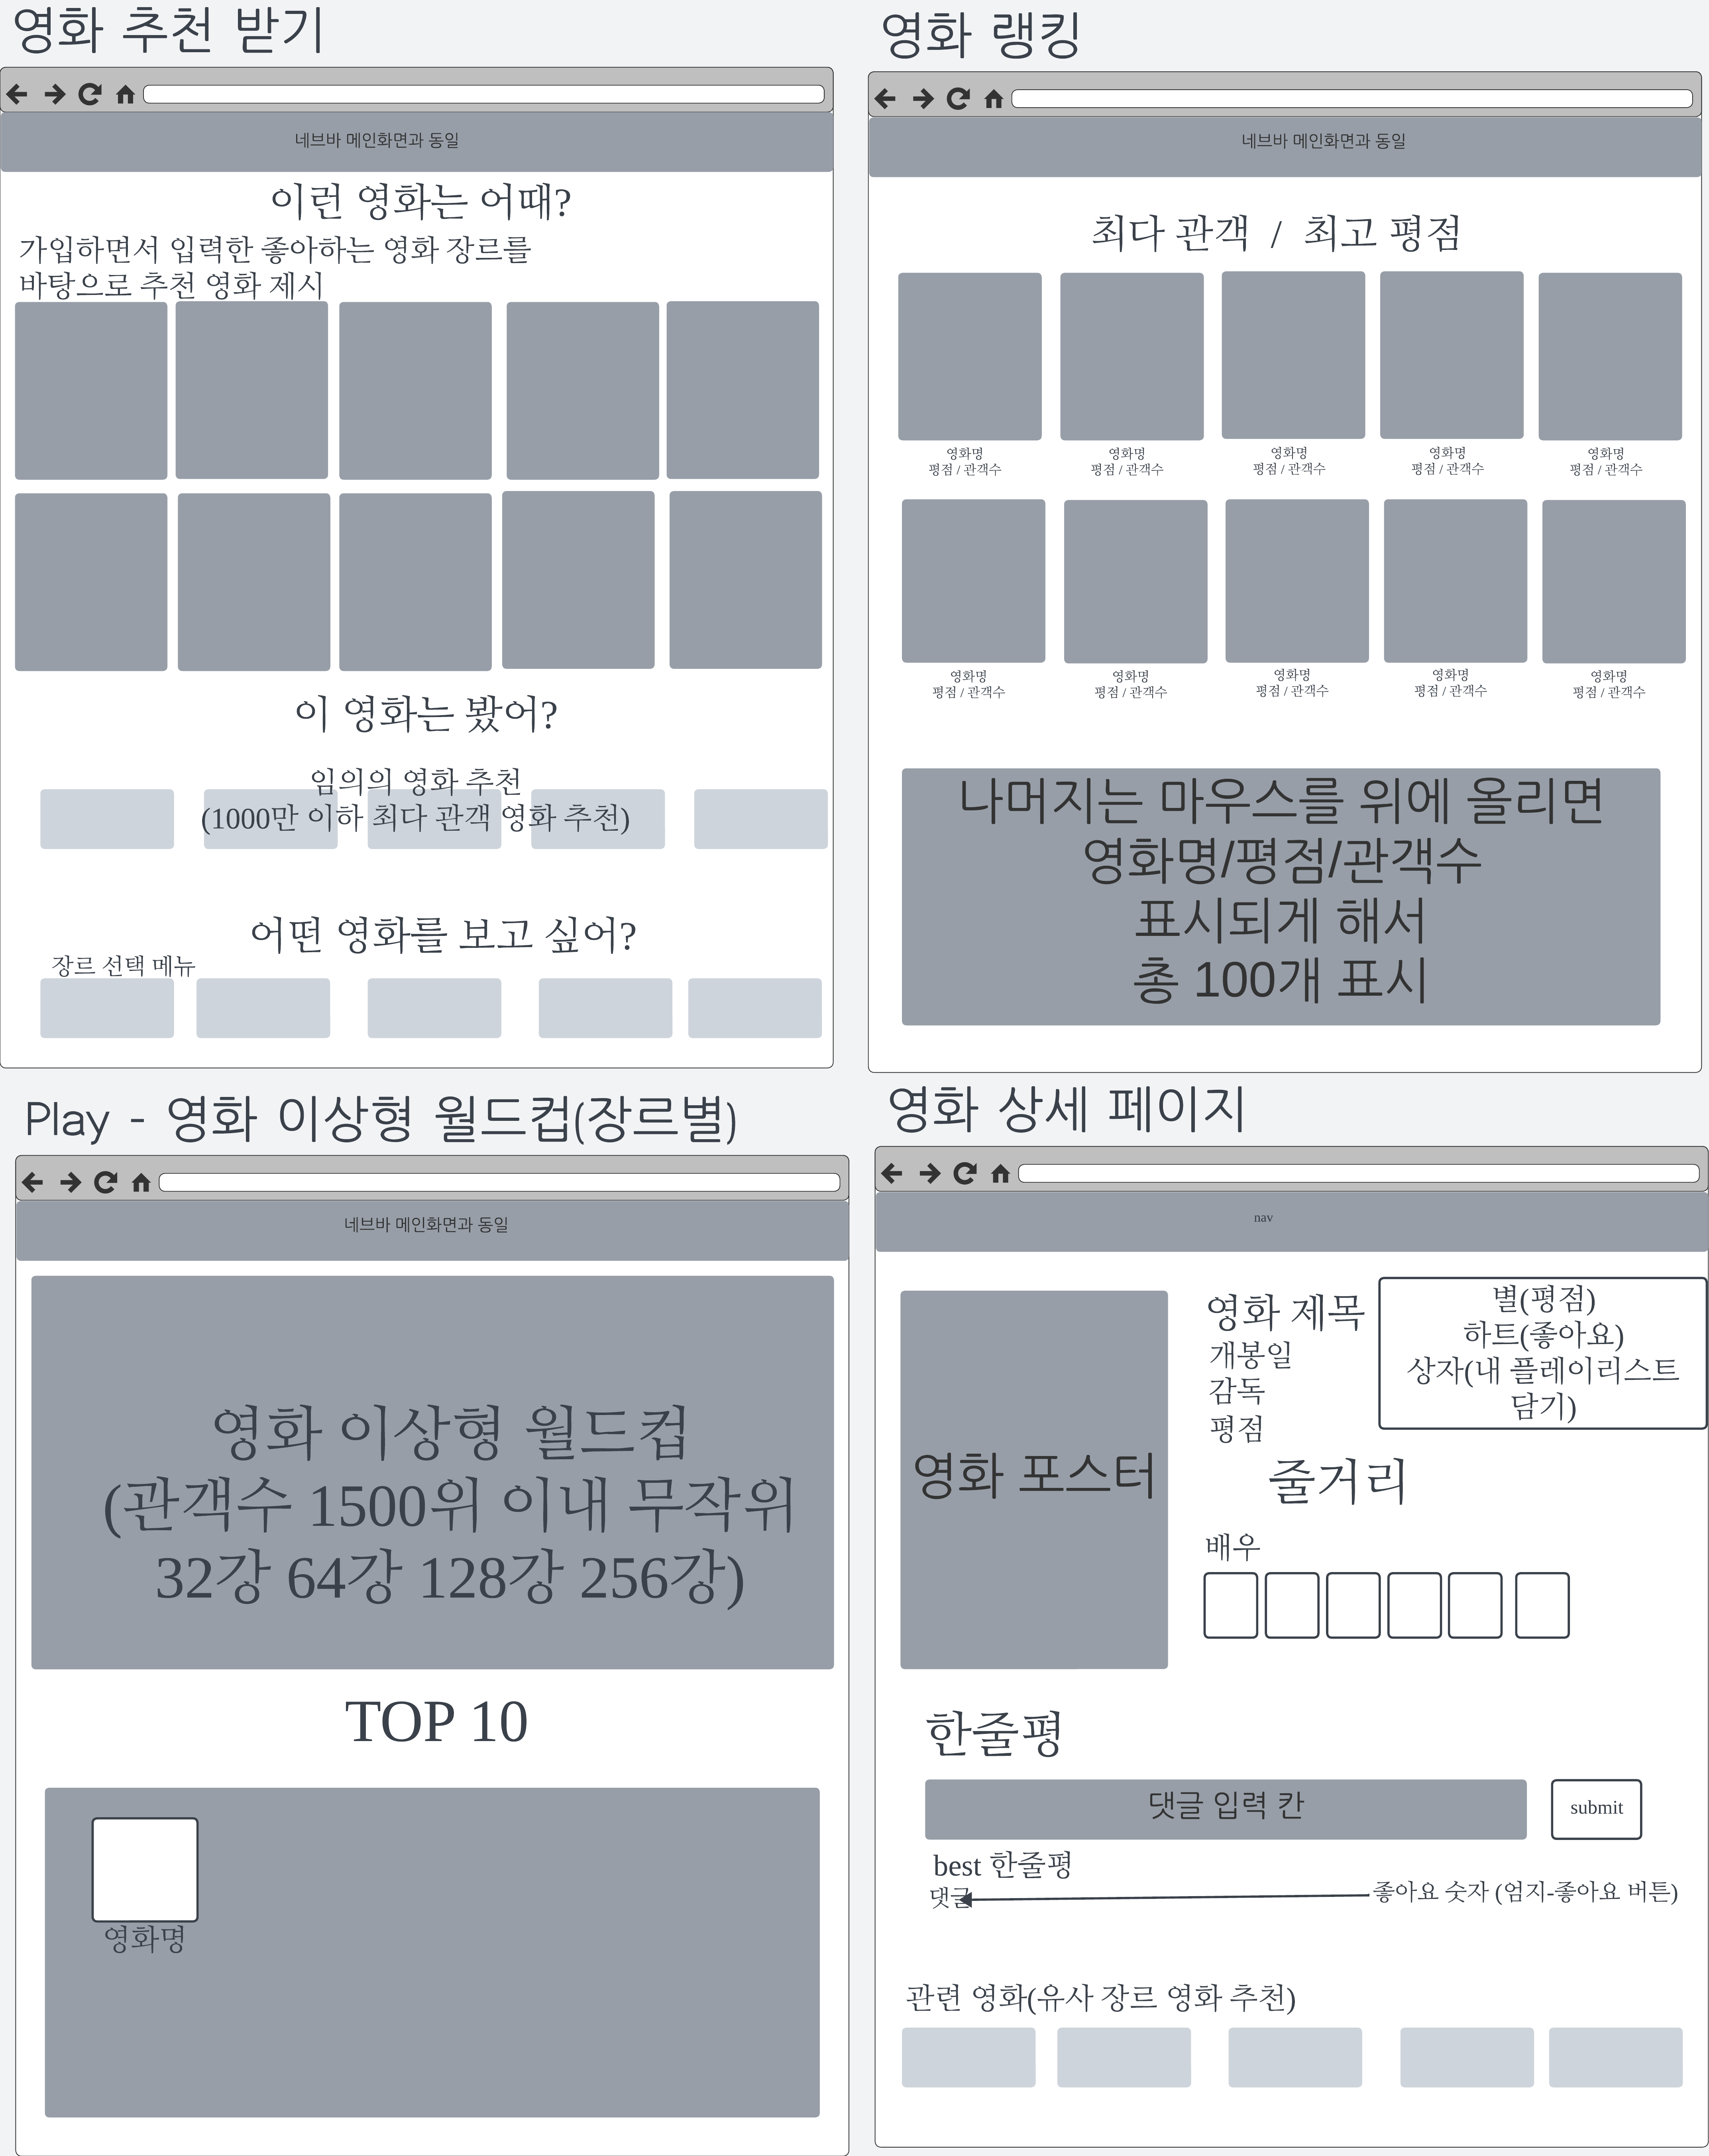 영화 추천 받기
네브바 메인화면과 동일
이런 영화는 어때?
가입하면서 입력한 좋아하는 영화 장르를
바탕으로 추천 영화 제시
이 영화는 봤어?
임의의 영화 추천
(1000만 이하 최다 관객 영화 추천)
어떤 영화를 보고 싶어?
장르 선택 메뉴
영화 랭킹
네브바 메인화면과 동일
최다 관객 / 최고 평점
영화명 영화명 영화명 영화명 영화명
평점 / 관객수 평점 / 관객수 평점 / 관객수 평점 / 관객수 평점 / 관객수
영화명 영화명 영화명 영화명 영화명
평점 / 관객수 평점 / 관객수 평점 / 관객수 평점 / 관객수 평점 / 관객수
나머지는 마우스를 위에 올리면
영화명/평점/관객수
표시되게 해서
총 100개 표시
Play - 영화 이상형 월드컵(장르별)
네브바 메인화면과 동일
영화 이상형 월드컵
(관객수 1500위 이내 무작위
32강 64강 128강 256강)
TOP 10
영화명
영화 상세 페이지
nav
영화 포스터
영화 제목
개봉일
감독
평점
별(평점)
하트(좋아요)
상자(내 플레이리스트
담기)
줄거리
배우
한줄평
댓글 입력 칸
submit
best 한줄평
댓글
좋아요 숫자 (엄지-좋아요 버튼)
관련 영화(유사 장르 영화 추천)